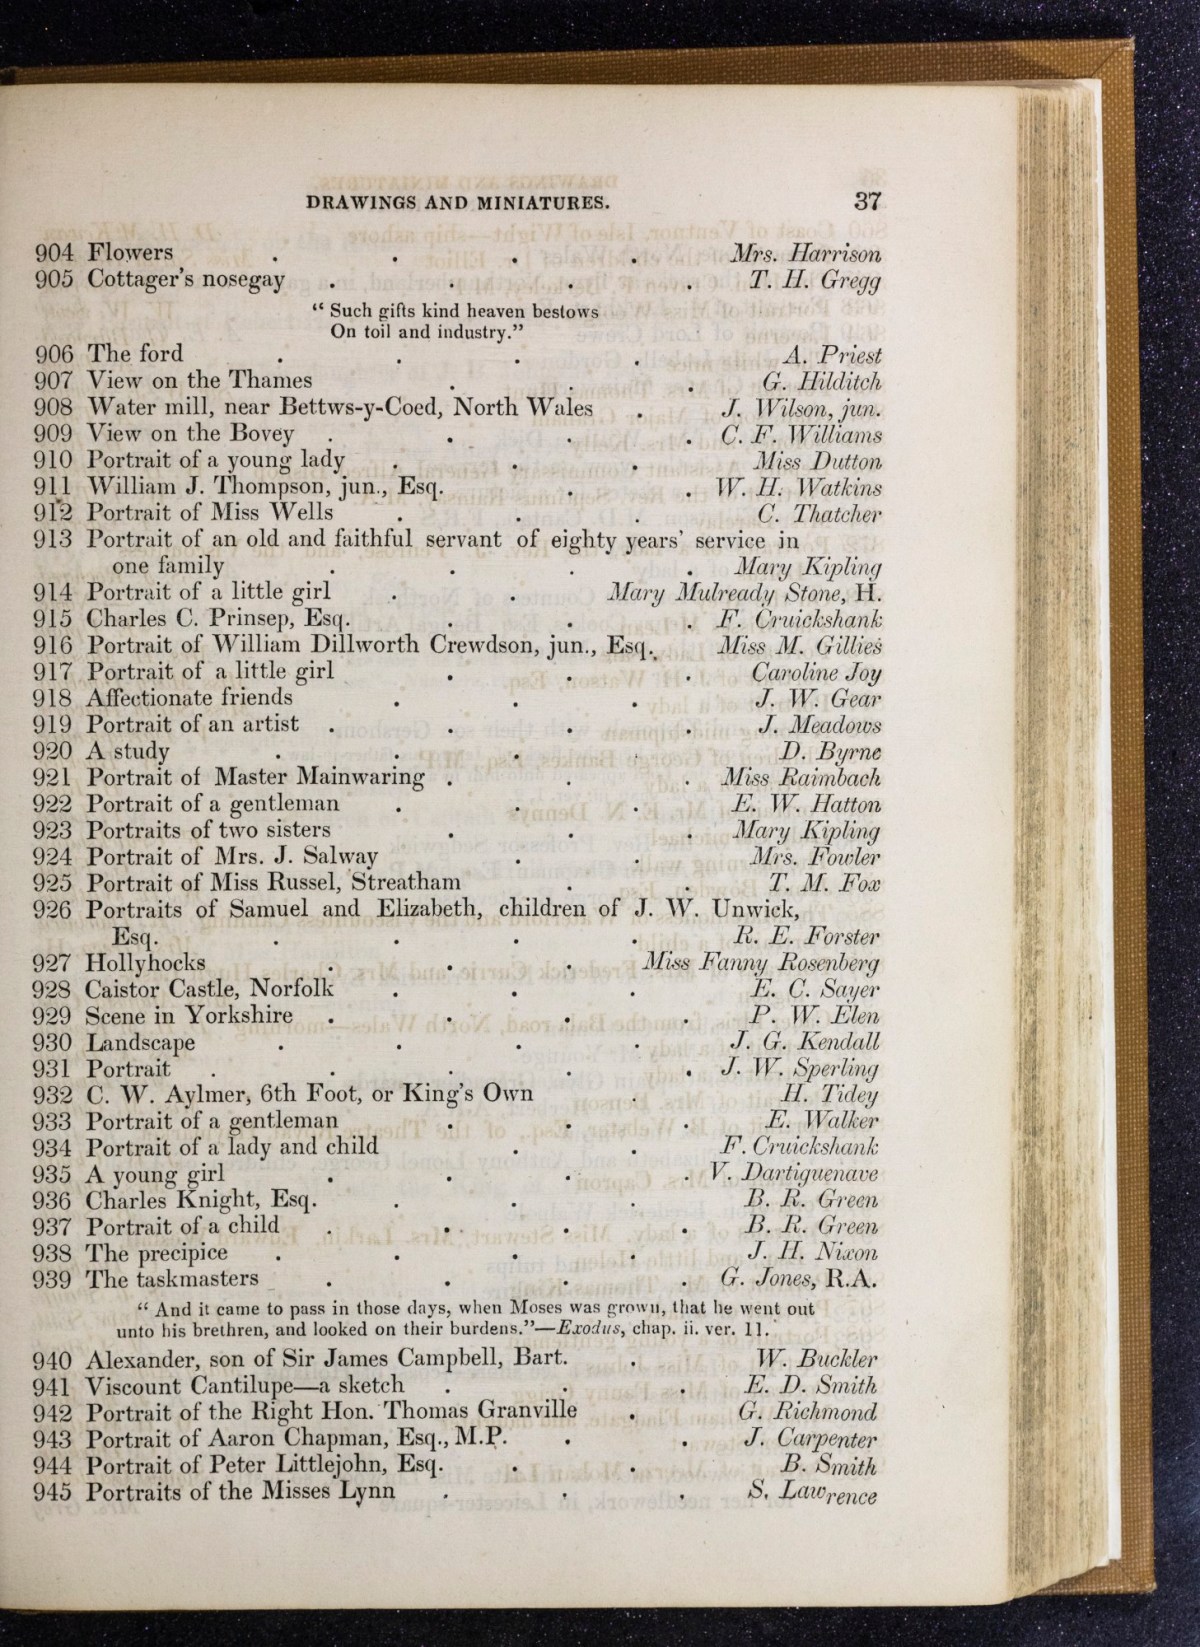 DRAWINGS AND MINIATURES. 37
904 Flowers . . . . Mrs. Harrison
905 Cottager's nosegay . . . . T. H. Gregg
“ Such gifts kind heaven bestows
On toil and industry.”
906 The ford . . . . A. Priest
907 View on the Thames . . . G. Hilditch
908 Water mill, near Bettws-y-Coed, North Wales . J. Wilson, jun.
909 View on the Bovey . . . . C. F. Williams
910 Portrait of a young lady . . . Miss Dutton
911 William J. Thompson, jun., Esq. . . W. H. Watkins
912 Portrait of Miss Wells . . . C. Thatcher
913 Portrait of an old and faithful servant of eighty years' service in
one family . . . . Mary Kipling
914 Portrait of a little girl . . Mary Mulready Stone, H.
915 Charles C. Prinsep, Esq. . . . F. Cruickshank
916 Portrait of William Dillworth Crewdson, jun., Esq. . Miss M. Gillies
917 Portrait of a little girl . . . Caroline Joy
918 Affectionate friends . . . J. W. Gear
919 Portrait of an artist . . . . J. Meadows
920 A study . . . . D. Byrne
921 Portrait of Master Mainwaring . . . Miss Raimbach
922 Portrait of a gentleman . . . E. W. Hatton
923 Portraits of two sisters . . . Mary Kipling
924 Portrait of Mrs. J. Salway . . Mrs. Fowler
925 Portrait of Miss Russel, Streatham . . T. M. Fox
926 Portraits of Samuel and Elizabeth, children of J. W. Unwick,
Esq. . . . . R. E. Forster
927 Hollyhocks . . . Miss Fanny Rosenberg
928 Caistor Castle, Norfolk . . . E. C. Sayer
929 Scene in Yorkshire . . . . P. W. Elen
930 Landscape . . . . J. G. Kendall
931 Portrait . . . . . J. W. Sperling
932 C. W. Aylmer, 6th Foot, or King's Own . H. Tidey
933 Portrait of a gentleman . . . E. Walker
934 Portrait of a lady and child . . F. Cruickshank
935 A young girl . . . . V. Dartiguenave
936 Charles Knight, Esq. . . . B. R. Green
937 Portrait of a child . . . . B. R. Green
938 The precipice . . . . J. H. Nixon
939 The taskmasters . . . . G. Jones, R.A.
“ And it came to pass in those days, when Moses was grown, that he went out
unto his brethren, and looked on their burdens.”—Exodus, chap. ii. ver. 11.
940 Alexander, son of Sir James Campbell, Bart. . W. Buckler
941 Viscount Cantilupe—a sketch . . . E. D. Smith
942 Portrait of the Right Hon. Thomas Granville . G. Richmond
943 Portrait of Aaron Chapman, Esq., M.P. . . J. Carpenter
944 Portrait of Peter Littlejohn, Esq. . . B. Smith
945 Portraits of the Misses Lynn . . . S. Lawrence